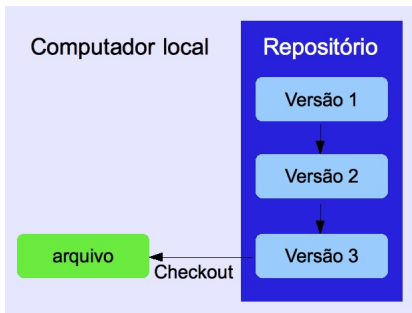 Computador local
Repositório
Versão 1
Versão 2
arquivo
Versão 3
Checkout